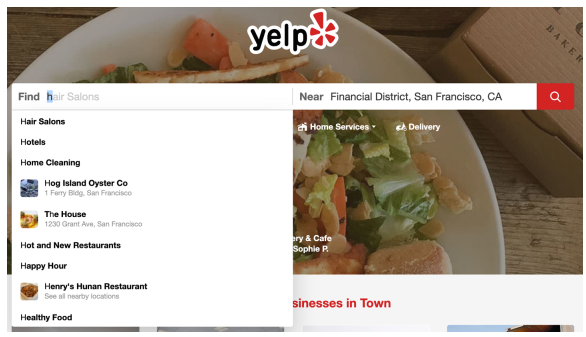 yelp
Find hair Salons
Near Financial District, San Francisco, CA
Hair Salons
Hotels
Home Cleaning
Hog Island Oyster Co
1 Ferry Bldg, San Francisco
The House
1230 Grant Ave, San Francisco
Hot and New Restaurants
Happy Hour
Henry's Hunan Restaurant
See all nearby locations
Healthy Food
Home Services
Delivery
ery & Cafe
Sophie P.
sinesses in Town
BAKER